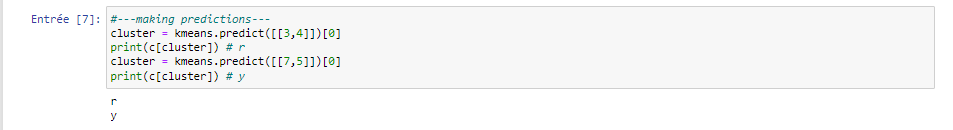 Entrée [7]: #---making predictions---
cluster = kmeans.predict([[3,4]])[0]
print(c[cluster]) # r
cluster = kmeans.predict([[7,5]])[0]
print(c[cluster]) # y
r
y